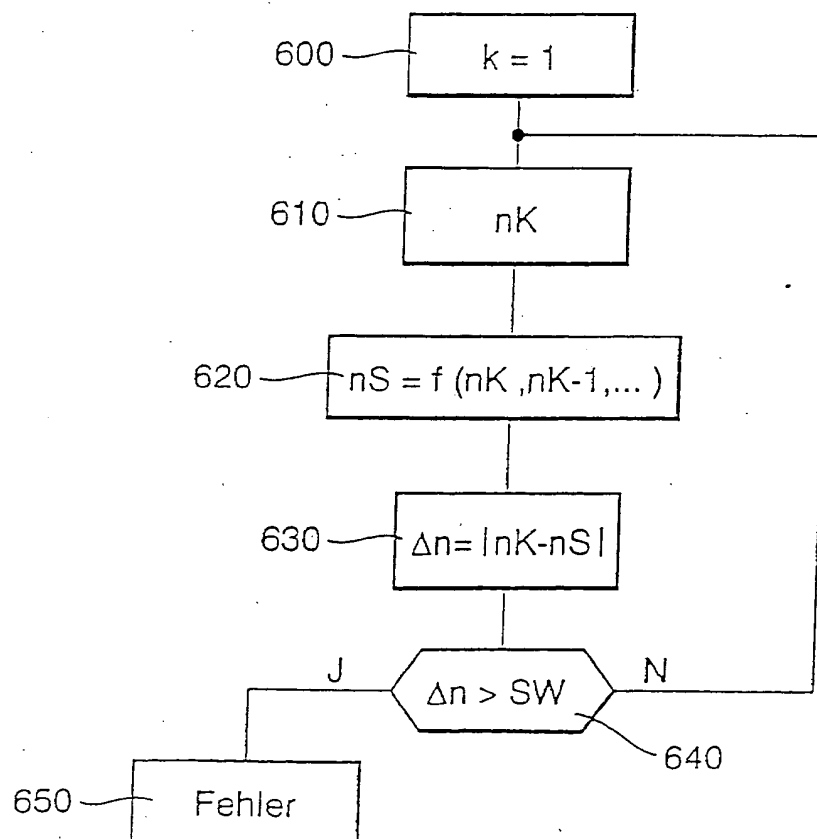 600
k = 1
610
nK
620
nS = f (nK ,nK-1,... )
630
Δn= |nK-nS|
J
Δn > SW
N
640
650
Fehler